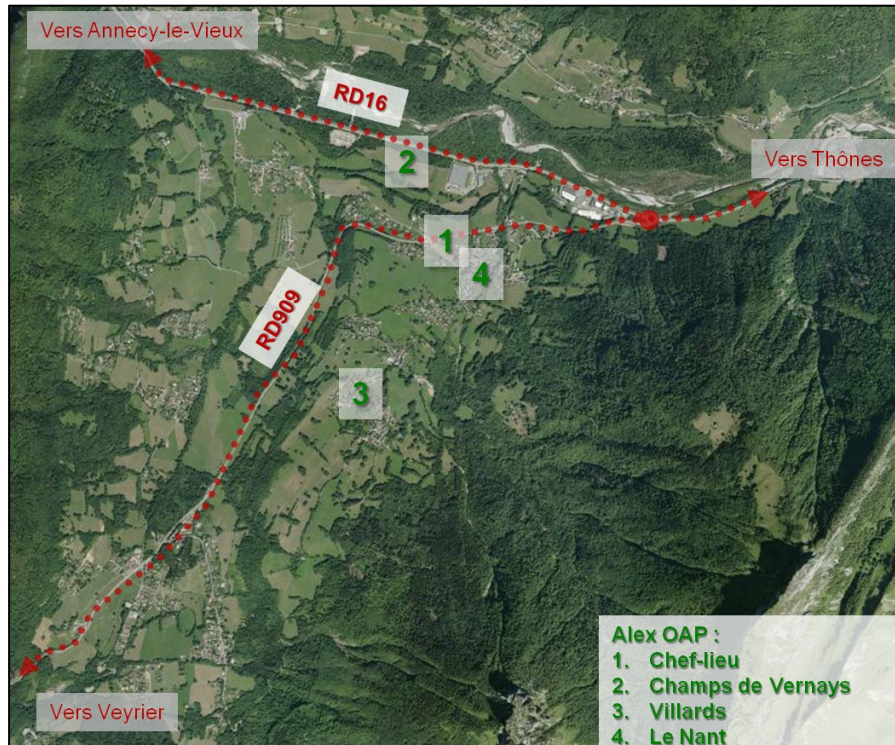 Vers Annecy-le-Vieux
RD16
2
Vers Thônes
1
4
RD909
3
Vers Veyrier
Alex OAP :
1. Chef-lieu
2. Champs de Vernays
3. Villards
4. Le Nant